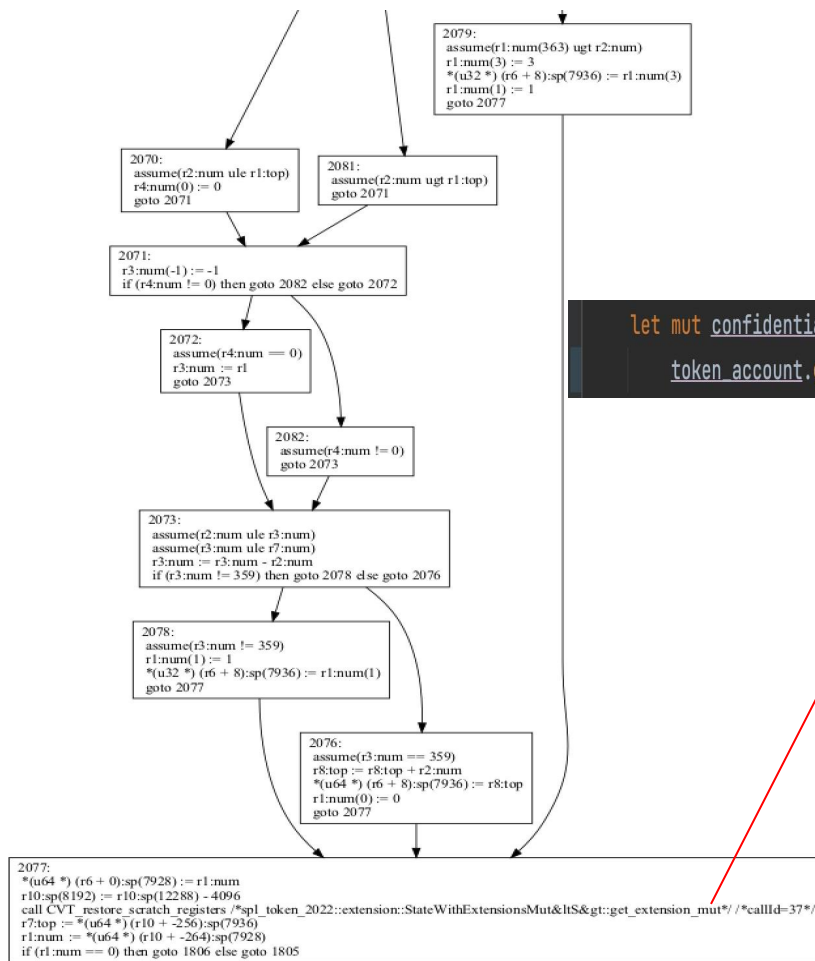 2079:
assume(r1:num(363) ugt r2:num)
r1:num(3) := 3
*(u32 *) (r6 + 8):sp(7936) := r1:num(3)
r1:num(1) := 1
goto 2077
2070:
assume(r2:num ule r1:top)
r4:num(0) := 0
goto 2071
2081:
assume(r2:num ugt r1:top)
goto 2071
2071:
r3:num(-1) := -1
if (r4:num != 0) then goto 2082 else goto 2072
let mut confidentia
token_account.
2072:
assume(r4:num == 0)
r3:num := r1
goto 2073
2082:
assume(r4:num != 0)
goto 2073
2073:
assume(r2:num ule r3:num)
assume(r3:num ule r7:num)
r3:num := r3:num - r2:num
if (r3:num != 359) then goto 2078 else goto 2076
2078:
assume(r3:num != 359)
r1:num(1) := 1
*(u32 *) (r6 + 8):sp(7936) := r1:num(1)
goto 2077
2076:
assume(r3:num == 359)
r8:top := r8:top + r2:num
*(u64 *) (r6 + 8):sp(7936) := r8:top
r1:num(0) := 0
goto 2077
2077:
*(u64 *) (r6 + 0):sp(7928) := r1:num
r10:sp(8192) := r10:sp(12288) - 4096
call CVT_restore_scratch_registers /*spl_token_2022::extension::StateWithExtensionsMut&ltS&gt::get_extension_mut*/ /*callId=37*/
r7:top := *(u64 *) (r10 + -256):sp(7936)
r1:num := *(u64 *) (r10 + -264):sp(7928)
if (r1:num == 0) then goto 1806 else goto 1805